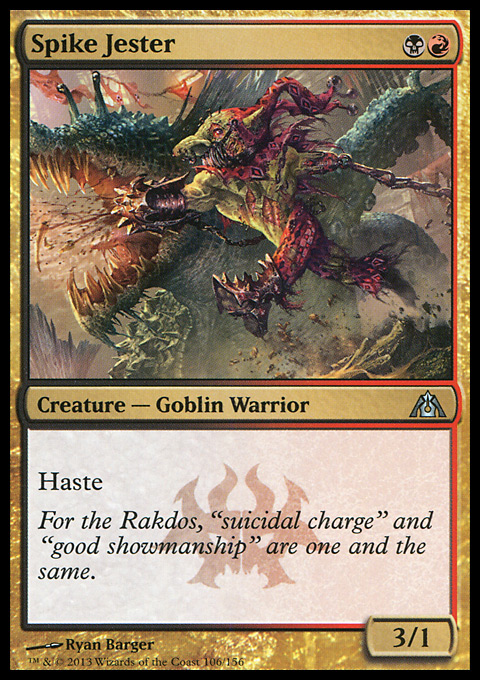 Spike Jester
Creature — Goblin Warrior
Haste
For the Rakdos, “suicidal charge” and
“good showmanship” are one and the
same.
Ryan Barger
3/1
™ & © 2013 Wizards of the Coast 106/156